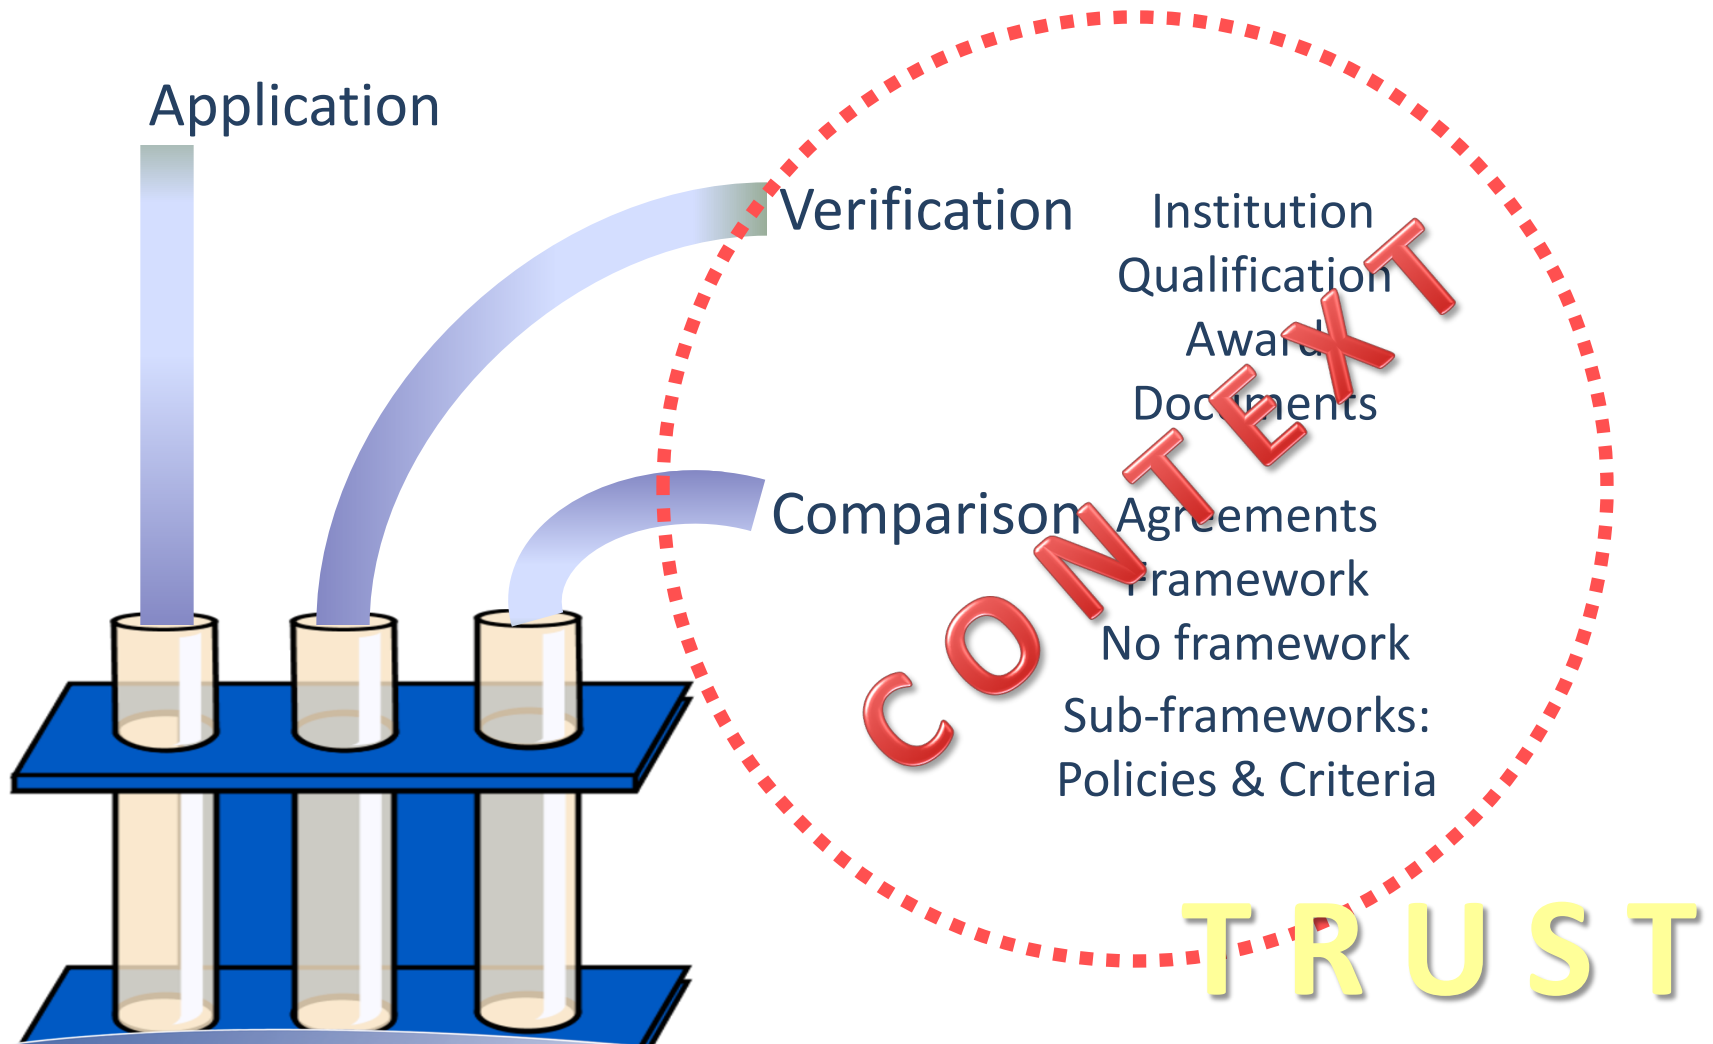 Application
Verification
Institution
Qualification
Award
Documents
Comparison
Agreements
Framework
No framework
Sub-frameworks:
Policies & Criteria
CONTEXT
TRUST